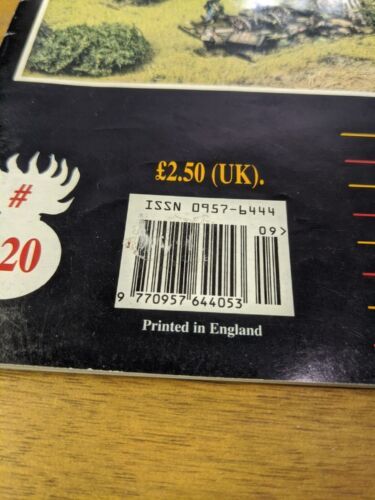 £2.50 (UK).
ISSN 0957-6444
09>
9 770957 644053
Printed in England
#
20